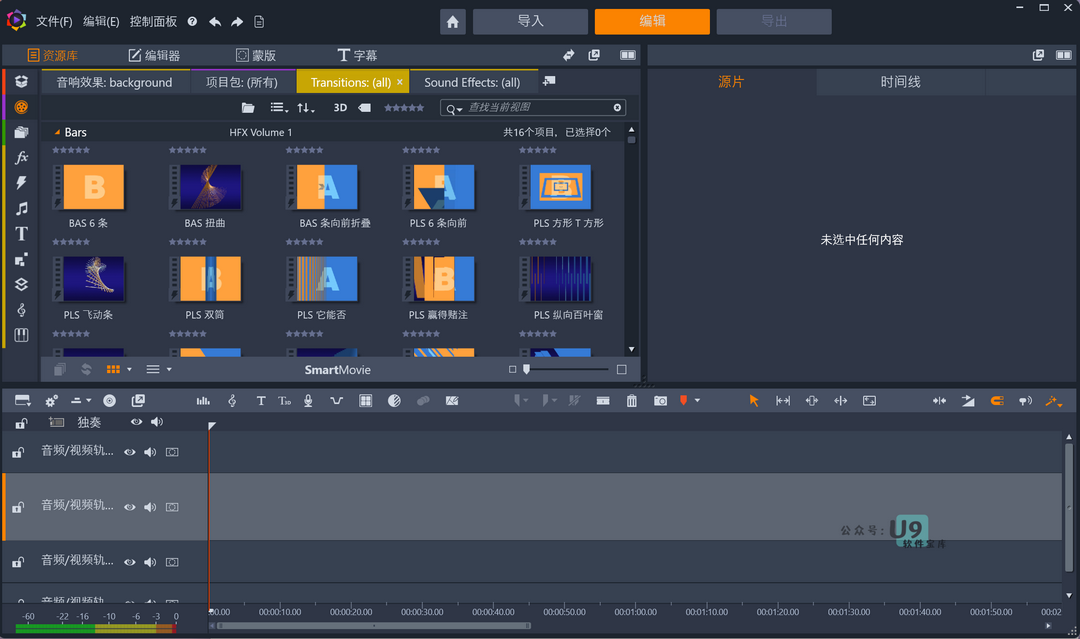 文件(F) 编辑(E) 控制面板
导入 编辑 导出
资源库 编辑器 蒙版 字幕
音响效果: background 项目包: (所有) Transitions: (all) × Sound Effects: (all)
源片 时间线
3D 查找当前视图
Bars HFX Volume 1 共16个项目，已选择0个
BAS 6 条 BAS 扭曲 BAS 条向前折叠 PLS 6 条向前 PLS 方形 T 方形
未选中任何内容
PLS 飞动条 PLS 双筒 PLS 它能否 PLS 赢得赌注 PLS 纵向百叶窗
SmartMovie
独奏
音频/视频轨...
音频/视频轨...
公众号: U9
软件宝库
音频/视频轨...
音频/视频轨...
-60 -22 -16 -10 -6 -3 0
00.00 00:00:10.00 00:00:20.00 00:00:30.00 00:00:40.00 00:00:50.00 00:01:00.00 00:01:10.00 00:01:20.00 00:01:30.00 00:01:40.00 00:01:50.00 00:02